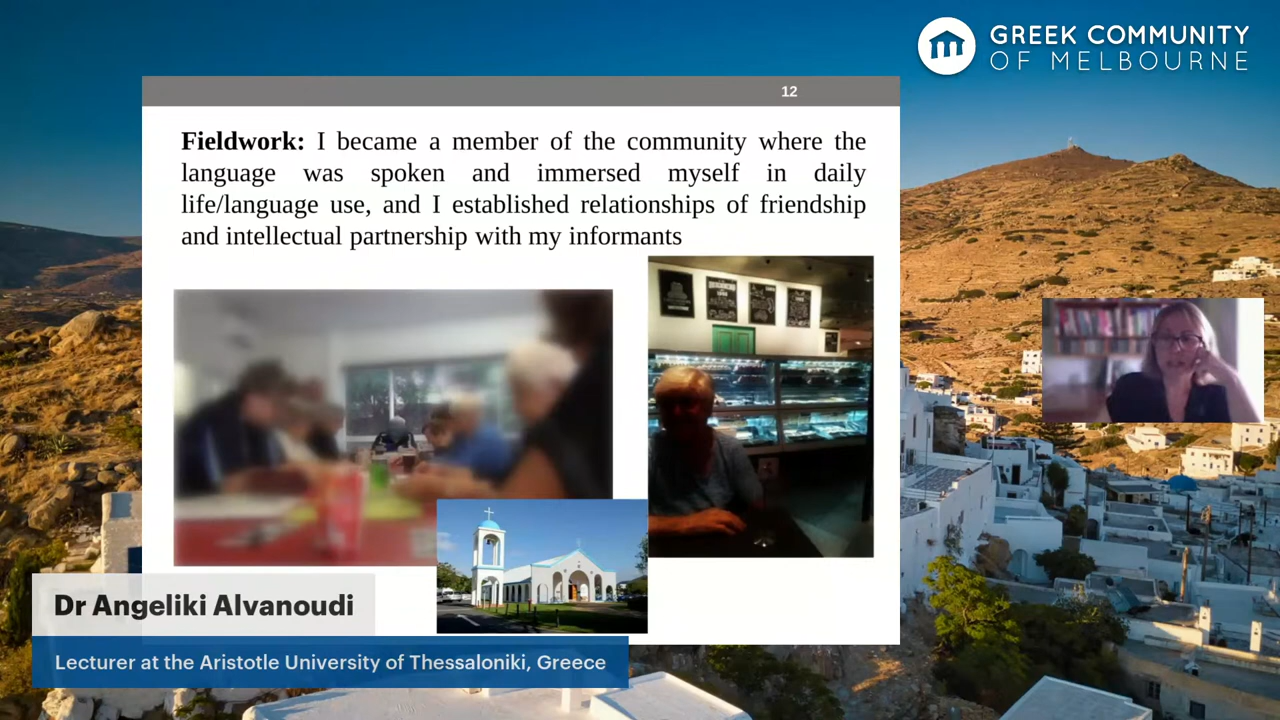 GREEK COMMUNITY
OF MELBOURNE
12
Fieldwork: I became a member of the community where the
language was spoken and immersed myself in daily
life/language use, and I established relationships of friendship
and intellectual partnership with my informants
Dr Angeliki Alvanoudi
Lecturer at the Aristotle University of Thessaloniki, Greece